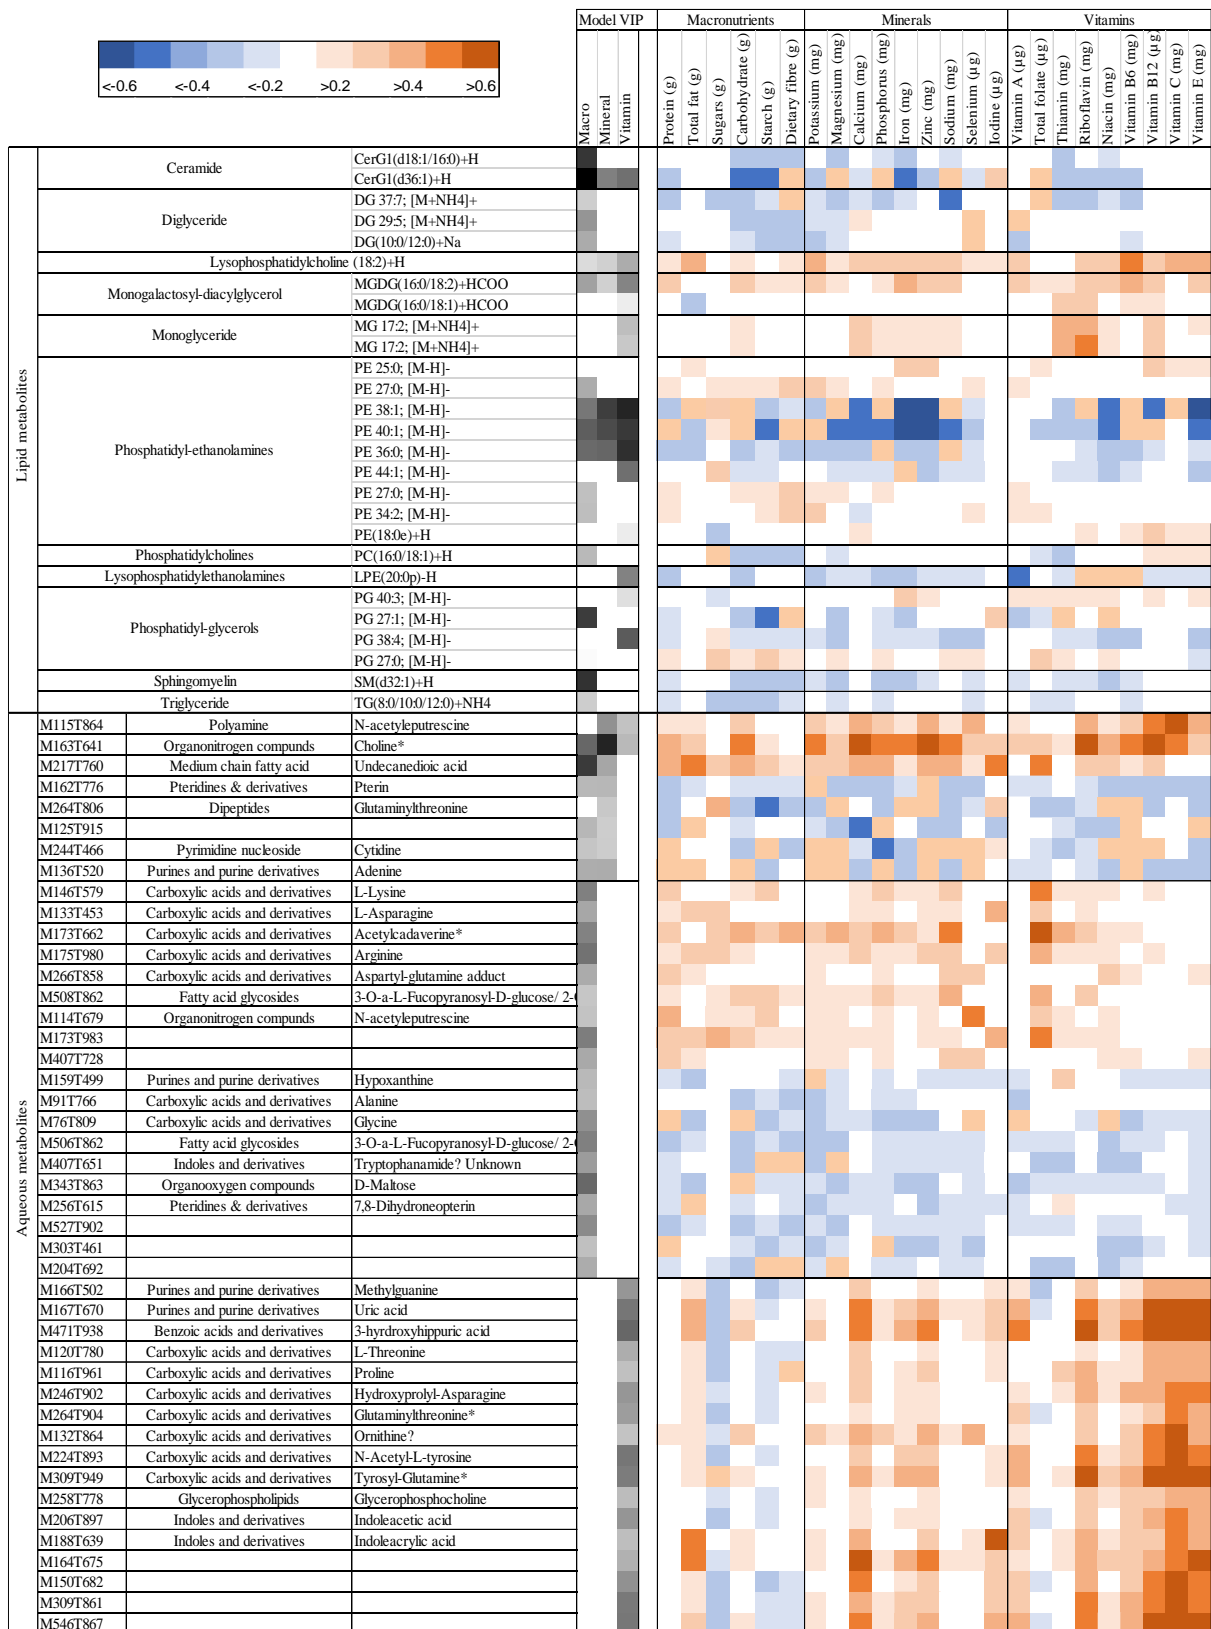 Model VIP Macronutrients Minerals Vitamins
<-0.6 <-0.4 <-0.2 >0.2 >0.4 >0.6
Macro Mineral Vitamin Protein (g) Total fat (g) Sugars (g) Carbohydrate (g) Starch (g) Dietary fibre (g) Potassium (mg) Magnesium (mg) Calcium (mg) Phosphorus (mg) Iron (mg) Zinc (mg) Sodium (mg) Selenium (µg) Iodine (µg) Vitamin A (µg) Total folate (µg) Thiamin (mg) Riboflavin (mg) Niacin (mg) Vitamin B6 (mg) Vitamin B12 (µg) Vitamin C (mg) Vitamin E (mg)
Lipid metabolites
Ceramide CerG1(d18:1/16:0)+H
CerG1(d36:1)+H
Diglyceride DG 37:7; [M+NH4]+
DG 29:5; [M+NH4]+
DG(10:0/12:0)+Na
Lysophosphatidylcholine (18:2)+H
Monogalactosyl-diacylglycerol MGDG(16:0/18:2)+HCOO
MGDG(16:0/18:1)+HCOO
Monoglyceride MG 17:2; [M+NH4]+
MG 17:2; [M+NH4]+
Phosphatidyl-ethanolamines PE 25:0; [M-H]-
PE 27:0; [M-H]-
PE 38:1; [M-H]-
PE 40:1; [M-H]-
PE 36:0; [M-H]-
PE 44:1; [M-H]-
PE 27:0; [M-H]-
PE 34:2; [M-H]-
PE(18:0e)+H
Phosphatidylcholines PC(16:0/18:1)+H
Lysophosphatidylethanolamines LPE(20:0p)-H
Phosphatidyl-glycerols PG 40:3; [M-H]-
PG 27:1; [M-H]-
PG 38:4; [M-H]-
PG 27:0; [M-H]-
Sphingomyelin SM(d32:1)+H
Triglyceride TG(8:0/10:0/12:0)+NH4
Aqueous metabolites
M115T864 Polyamine N-acetyleputrescine
M163T641 Organonitrogen compunds Choline*
M217T760 Medium chain fatty acid Undecanedioic acid
M162T776 Pteridines & derivatives Pterin
M264T806 Dipeptides Glutaminylthreonine
M125T915
M244T466 Pyrimidine nucleoside Cytidine
M136T520 Purines and purine derivatives Adenine
M146T579 Carboxylic acids and derivatives L-Lysine
M133T453 Carboxylic acids and derivatives L-Asparagine
M173T662 Carboxylic acids and derivatives Acetylcadaverine*
M175T980 Carboxylic acids and derivatives Arginine
M266T858 Carboxylic acids and derivatives Aspartyl-glutamine adduct
M508T862 Fatty acid glycosides 3-O-a-L-Fucopyranosyl-D-glucose/ 2-
M114T679 Organonitrogen compunds N-acetyleputrescine
M173T983
M407T728
M159T499 Purines and purine derivatives Hypoxanthine
M91T766 Carboxylic acids and derivatives Alanine
M76T809 Carboxylic acids and derivatives Glycine
M506T862 Fatty acid glycosides 3-O-a-L-Fucopyranosyl-D-glucose/ 2-
M407T651 Indoles and derivatives Tryptophanamide? Unknown
M343T863 Organooxygen compounds D-Maltose
M256T615 Pteridines & derivatives 7,8-Dihydroneopterin
M527T902
M303T461
M204T692
M166T502 Purines and purine derivatives Methylguanine
M167T670 Purines and purine derivatives Uric acid
M471T938 Benzoic acids and derivatives 3-hyrdroxyhippuric acid
M120T780 Carboxylic acids and derivatives L-Threonine
M116T961 Carboxylic acids and derivatives Proline
M246T902 Carboxylic acids and derivatives Hydroxyprolyl-Asparagine
M264T904 Carboxylic acids and derivatives Glutaminylthreonine*
M132T864 Carboxylic acids and derivatives Ornithine?
M224T893 Carboxylic acids and derivatives N-Acetyl-L-tyrosine
M309T949 Carboxylic acids and derivatives Tyrosyl-Glutamine*
M258T778 Glycerophospholipids Glycerophosphocholine
M206T897 Indoles and derivatives Indoleacetic acid
M188T639 Indoles and derivatives Indoleacrylic acid
M164T675
M150T682
M309T861
M546T867